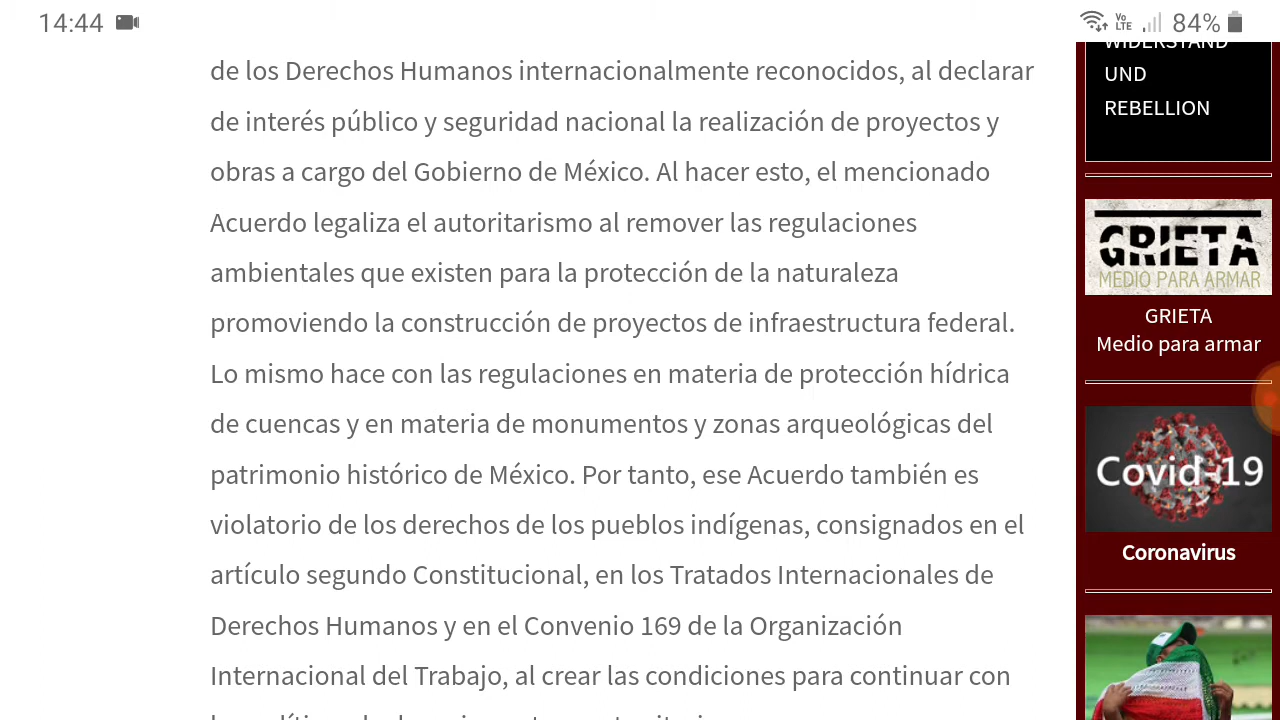 14:44
Vo
LTE
84%
de los Derechos Humanos internacionalmente reconocidos, al declarar
de interés público y seguridad nacional la realización de proyectos y
obras a cargo del Gobierno de México. Al hacer esto, el mencionado
Acuerdo legaliza el autoritarismo al remover las regulaciones
ambientales que existen para la protección de la naturaleza
promoviendo la construcción de proyectos de infraestructura federal.
Lo mismo hace con las regulaciones en materia de protección hídrica
de cuencas y en materia de monumentos y zonas arqueológicas del
patrimonio histórico de México. Por tanto, ese Acuerdo también es
violatorio de los derechos de los pueblos indígenas, consignados en el
artículo segundo Constitucional, en los Tratados Internacionales de
Derechos Humanos y en el Convenio 169 de la Organización
Internacional del Trabajo, al crear las condiciones para continuar con
WIDERSTAND
UND
REBELLION
GRIETA
MEDIO PARA ARMAR
GRIETA
Medio para armar
Covid-19
Coronavirus